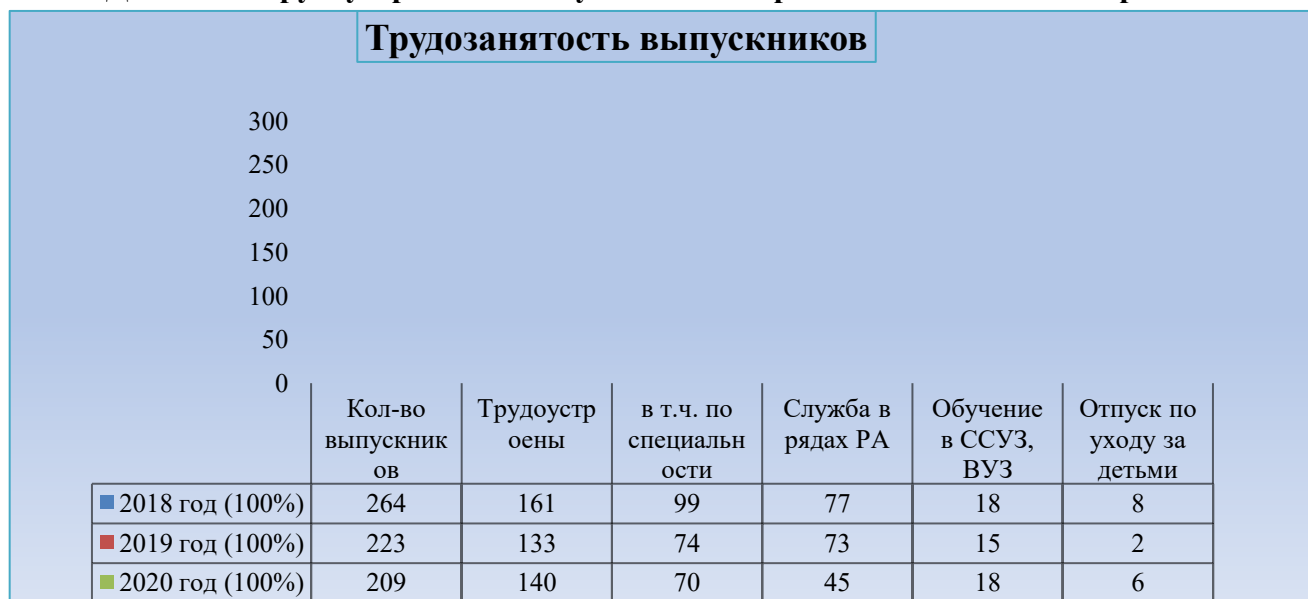 Трудозанятость выпускников
300
250
200
150
100
50
0
Кол-во выпускник ов
Трудоустр оены
в т.ч. по специальн ости
Служба в рядах РА
Обучение в ССУЗ, ВУЗ
Отпуск по уходу за детьми
2018 год (100%) 264 161 99 77 18 8
2019 год (100%) 223 133 74 73 15 2
2020 год (100%) 209 140 70 45 18 6